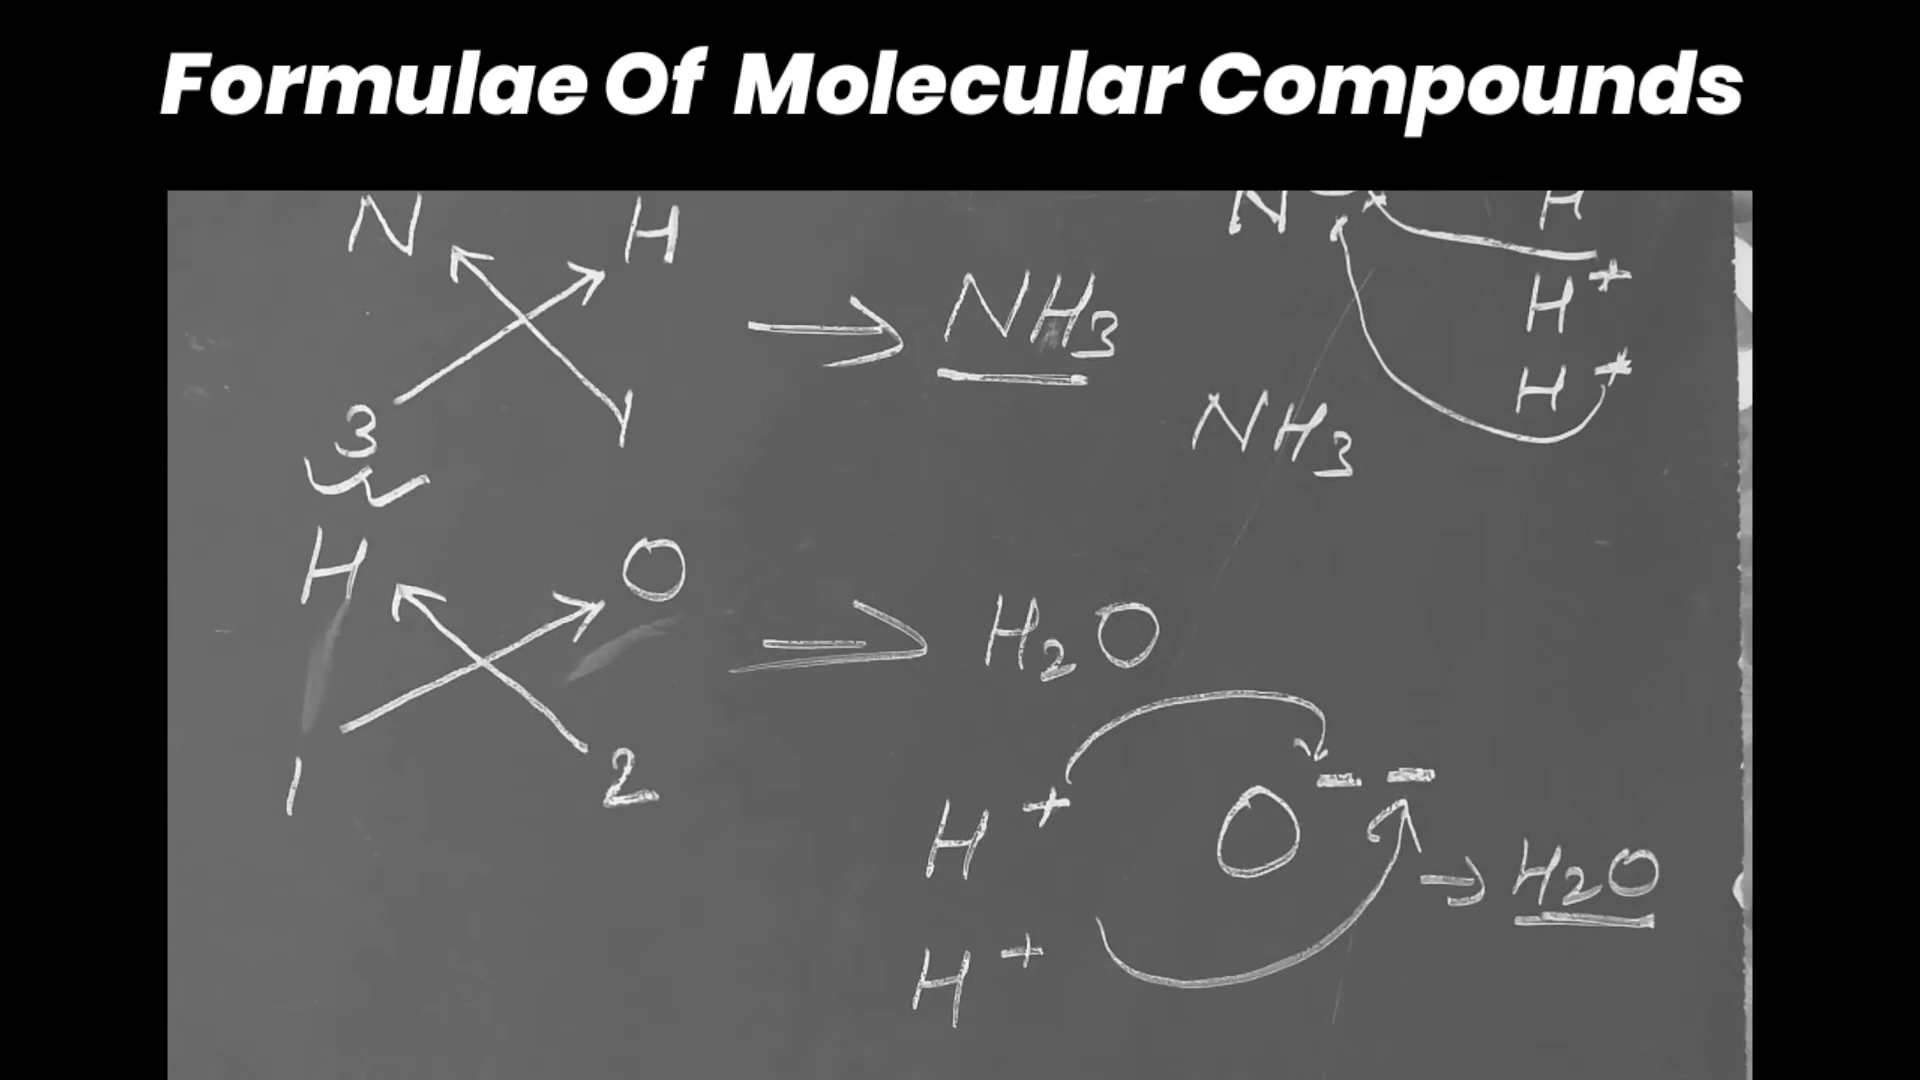 Formulae Of Molecular Compounds
N H → NH3
3 1
N H
H+
H+
NH3
H O → H2O
1 2
H+ O-- → H2O
H+